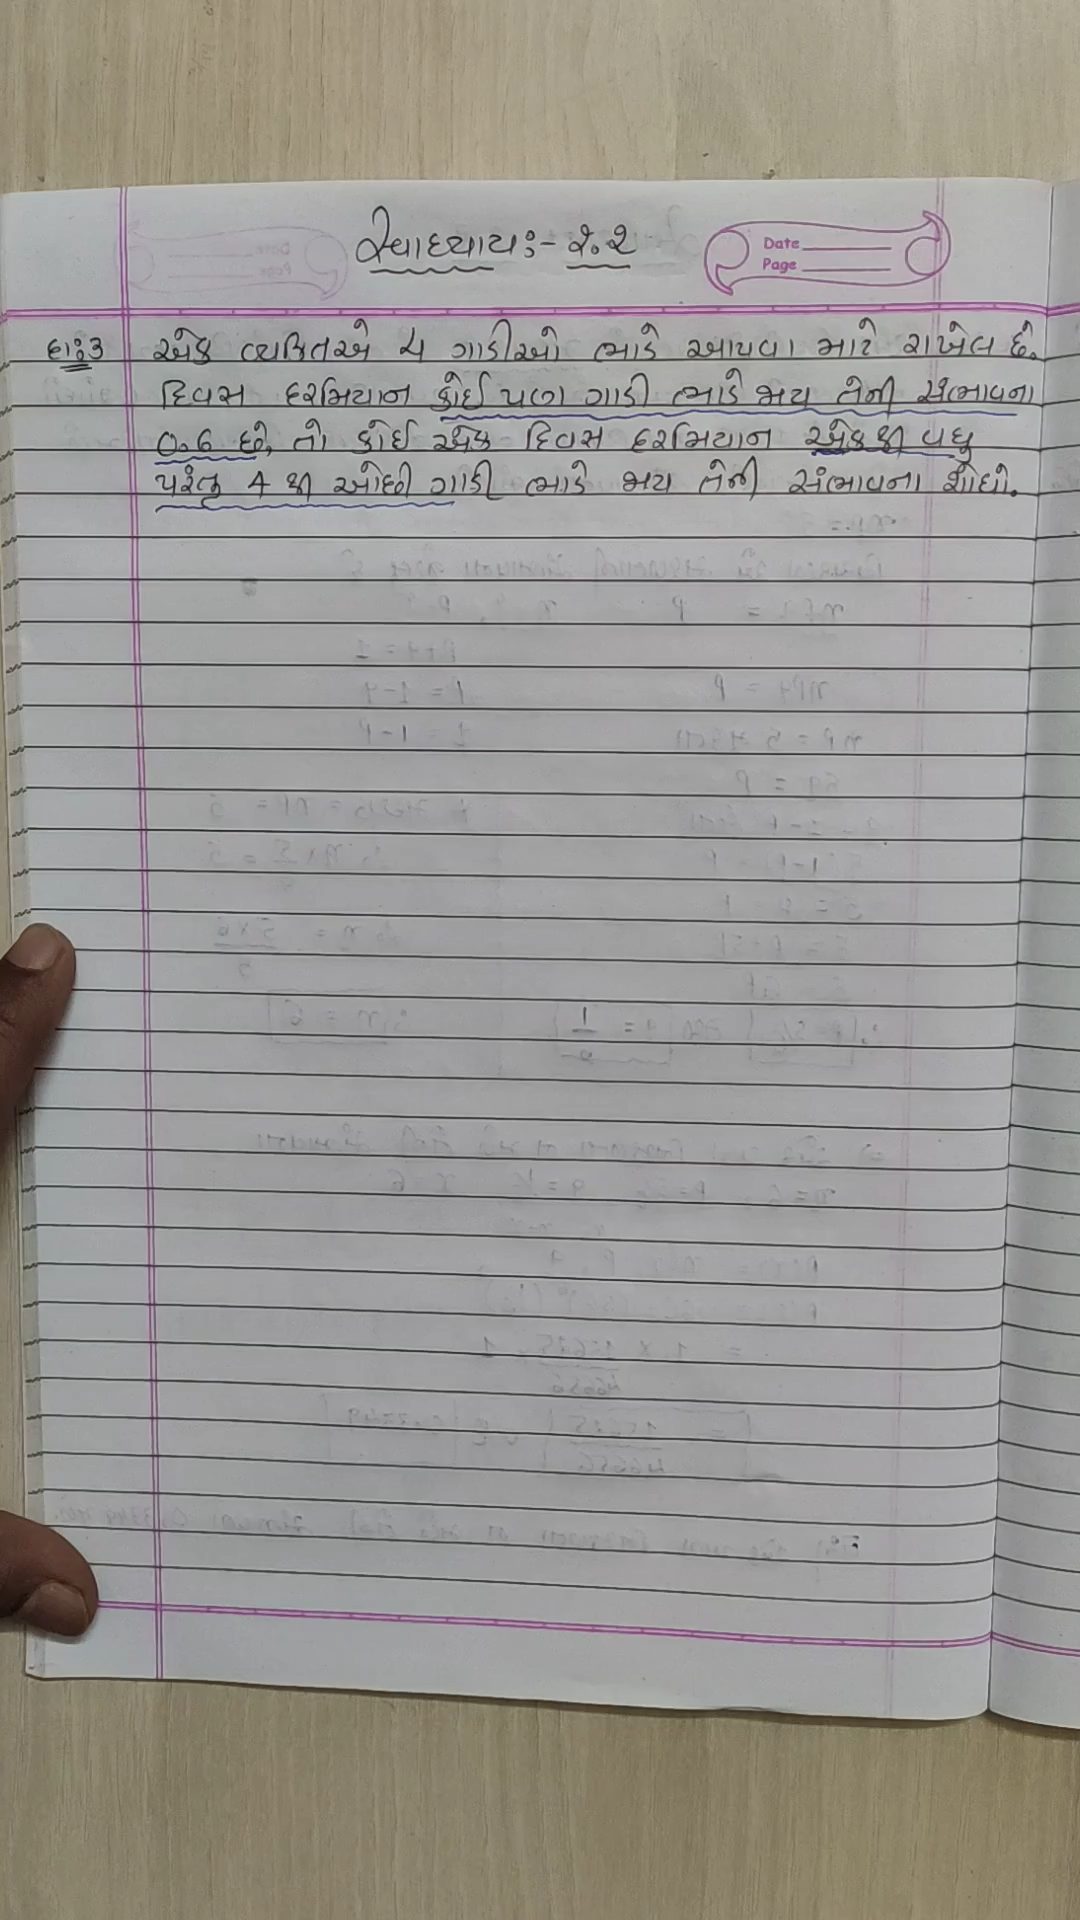 સ્વાધ્યાય:- ૨.૨
Date
Page
દા:૩ એક વ્યક્તિએ ૫ ગાડીઓ ભાડે આપવા માટે રાખેલ છે.
દિવસ દરમિયાન કોઈ પણ ગાડી ભાડે જાય તેની સંભાવના
0.6 છે, તો કોઈ એક દિવસ દરમિયાન એકથી વધુ
પરંતુ 4 થી ઓછી ગાડી ભાડે જાય તેની સંભાવના શોધો.